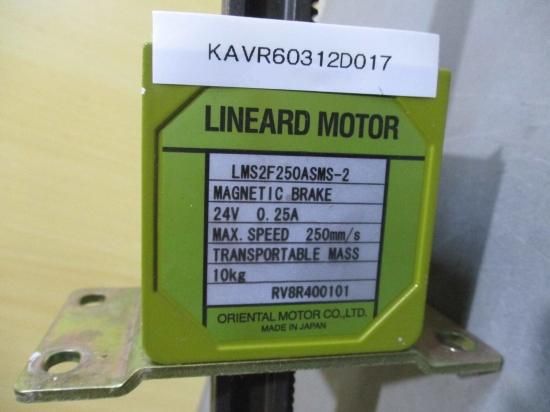 KAVR60312D017
LINEARD MOTOR
LMS2F250ASMS-2
MAGNETIC BRAKE
24V 0.25A
MAX. SPEED 250mm/s
TRANSPORTABLE MASS
10kg
RV8R400101
ORIENTAL MOTOR CO.,LTD.
MADE IN JAPAN